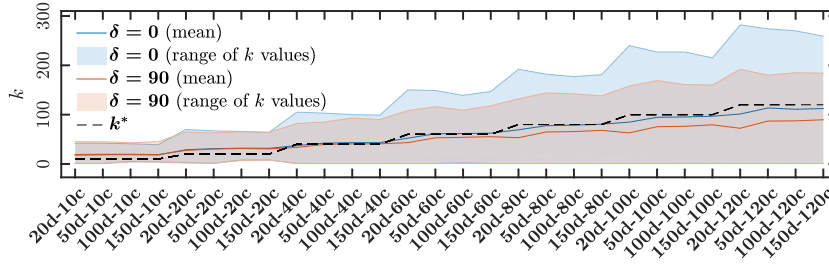 300
200
100
0
k
δ = 0 (mean)
δ = 0 (range of k values)
δ = 90 (mean)
δ = 90 (range of k values)
k*
20d-10c
50d-10c
100d-10c
150d-10c
20d-20c
50d-20c
100d-20c
150d-20c
20d-40c
50d-40c
100d-40c
150d-40c
20d-60c
50d-60c
100d-60c
150d-60c
20d-80c
50d-80c
100d-80c
150d-80c
20d-100c
50d-100c
100d-100c
150d-100c
20d-120c
50d-120c
100d-120c
150d-120c